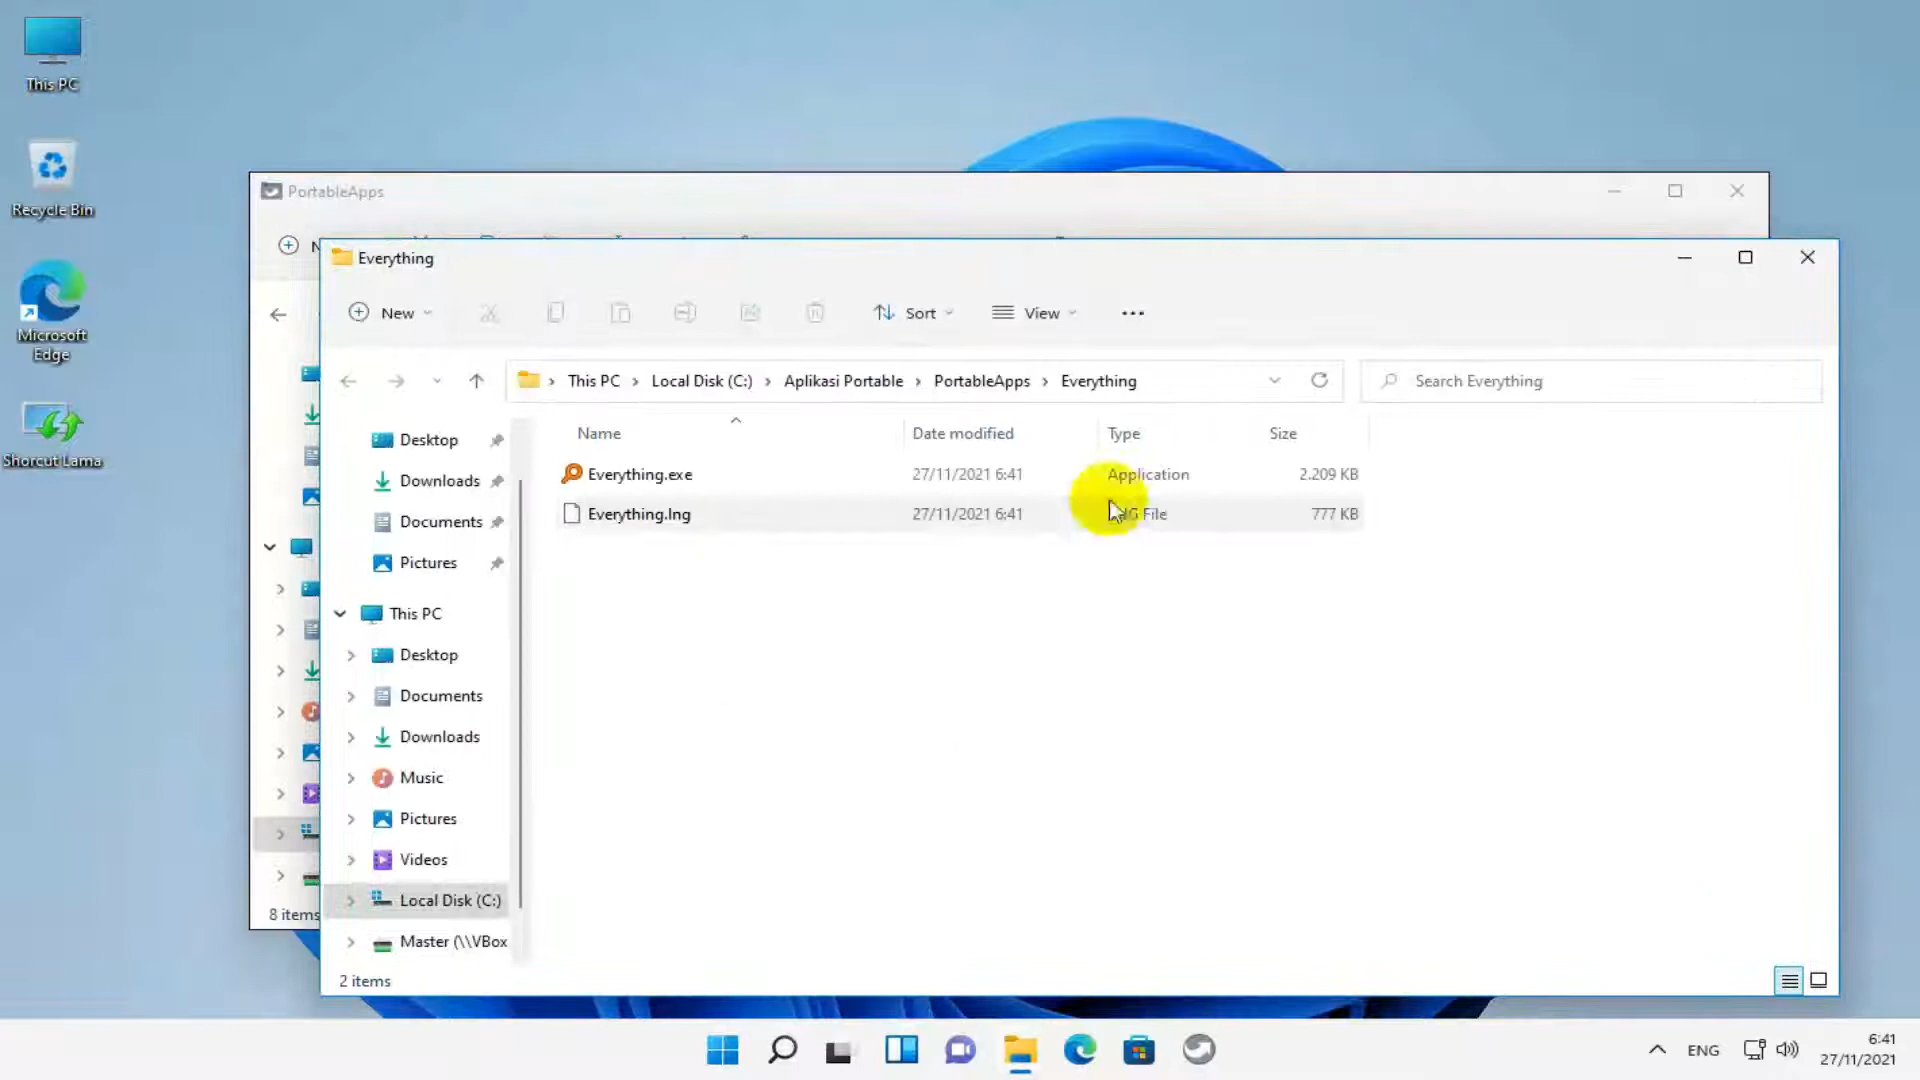 This PC
Recycle Bin
Microsoft
Edge
Shorcut Lama
PortableApps
Everything
New
Sort
View
This PC
Local Disk (C:)
Aplikasi Portable
PortableApps
Everything
Search Everything
Name
Date modified
Type
Size
Everything.exe
27/11/2021 6:41
Application
2.209 KB
Everything.lng
27/11/2021 6:41
File
777 KB
Desktop
Downloads
Documents
Pictures
This PC
Desktop
Documents
Downloads
Music
Pictures
Videos
Local Disk (C:)
Master (\\VBox
8 items
2 items
ENG
6:41
27/11/2021